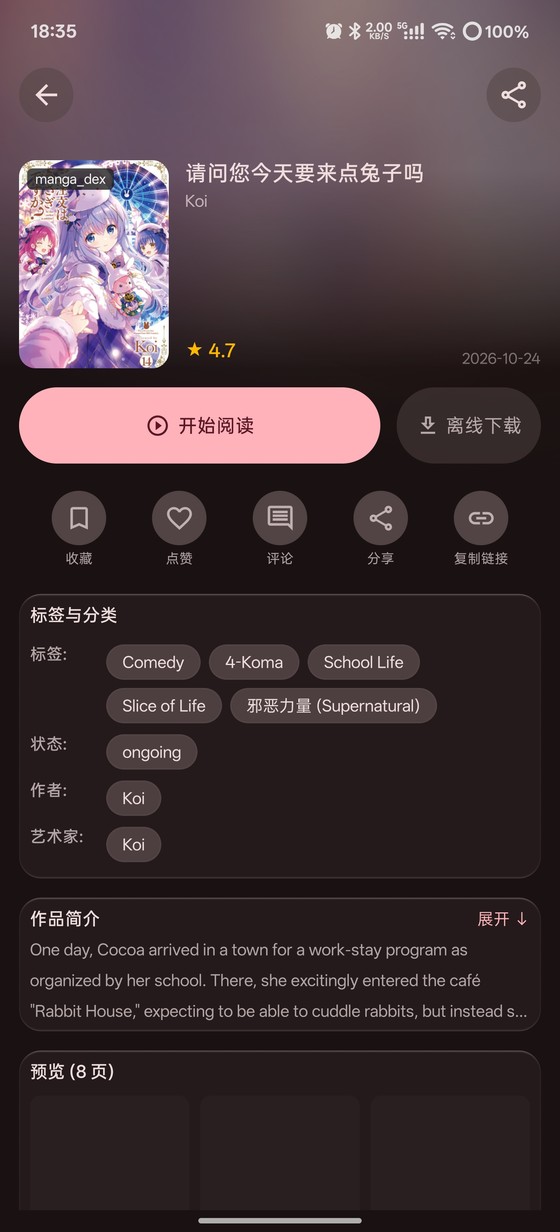 18:35
2.00
KB/S
5G
100%
manga_dex
Koi
14
请问您今天要来点兔子吗
Koi
★ 4.7
2026-10-24
开始阅读
离线下载
收藏
点赞
评论
分享
复制链接
标签与分类
标签:
Comedy
4-Koma
School Life
Slice of Life
邪恶力量 (Supernatural)
状态:
ongoing
作者:
Koi
艺术家:
Koi
作品简介
展开 ↓
One day, Cocoa arrived in a town for a work-stay program as
organized by her school. There, she excitingly entered the café
"Rabbit House," expecting to be able to cuddle rabbits, but instead s...
预览 (8 页)